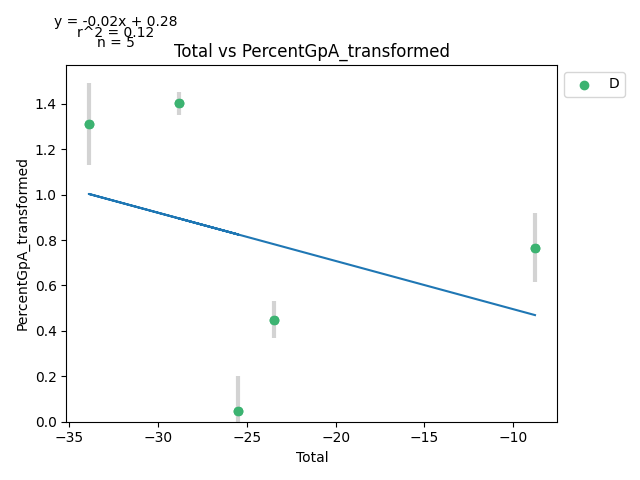 y = -0.02x + 0.28
r^2 = 0.12
n = 5
Total vs PercentGpA_transformed
D
PercentGpA_transformed
1.4
1.2
1.0
0.8
0.6
0.4
0.2
0.0
−35 −30 −25 −20 −15 −10
Total